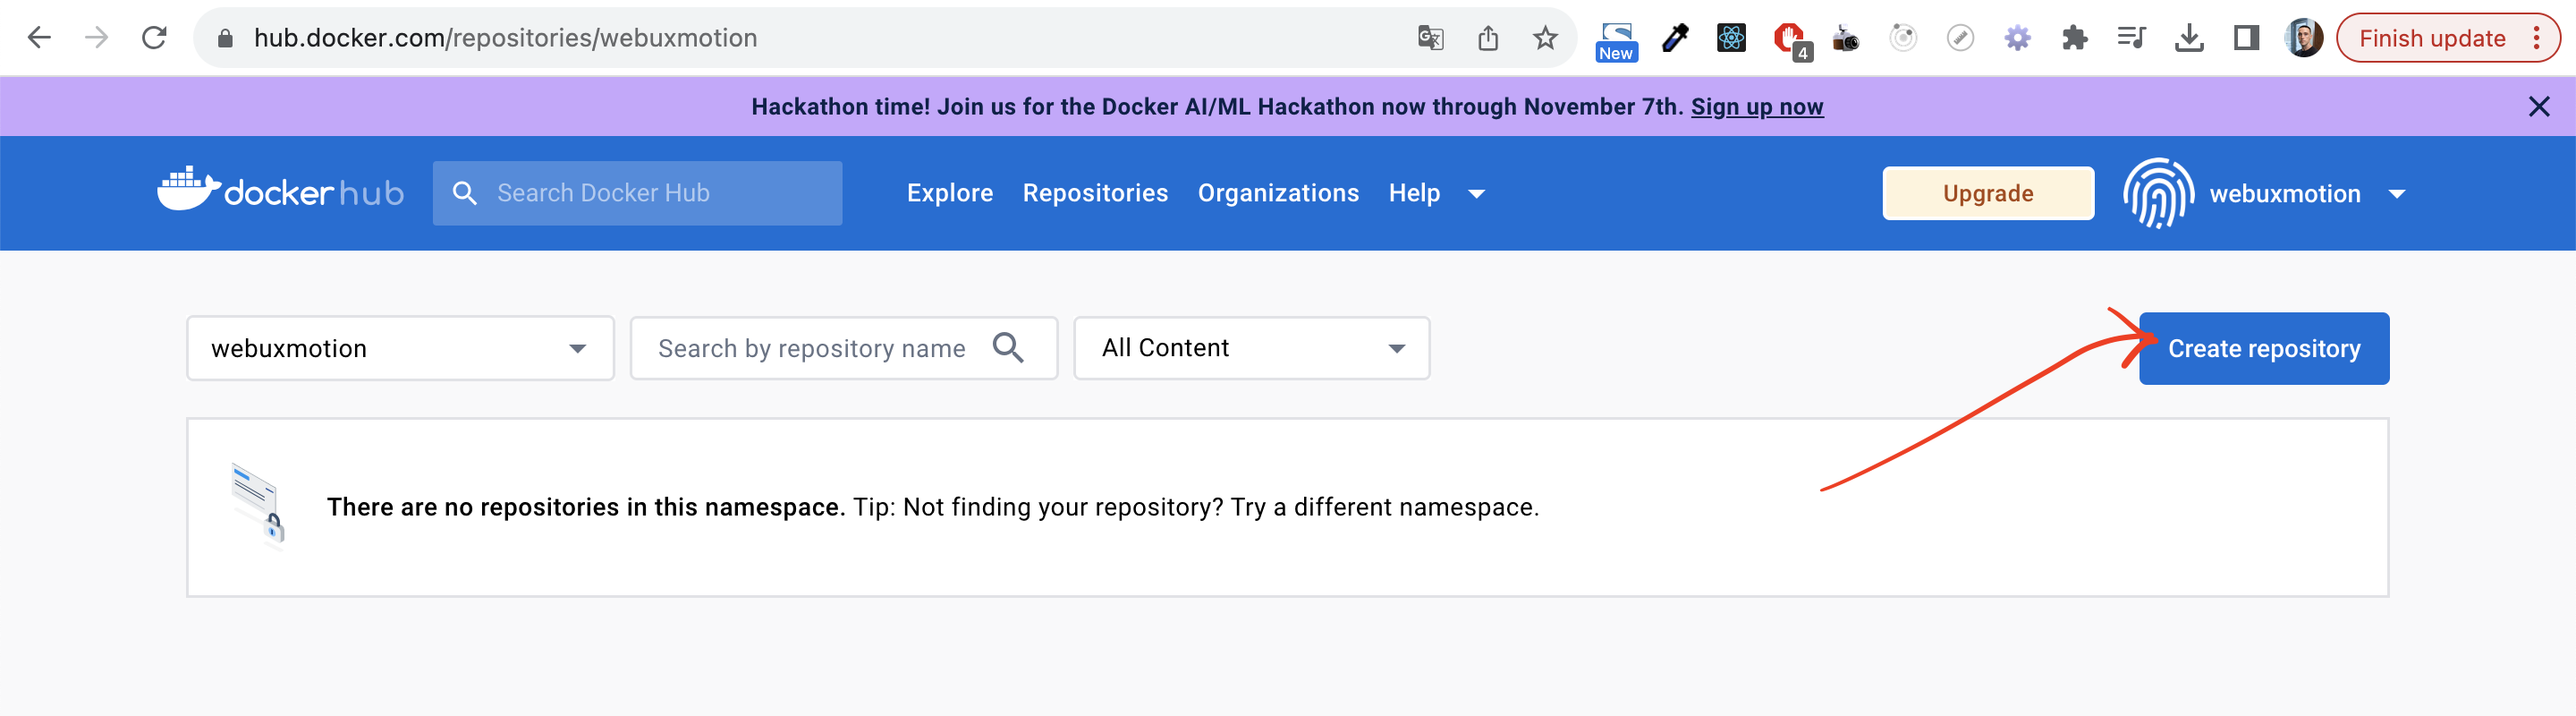 hub.docker.com/repositories/webuxmotion
New
4
Finish update
Hackathon time! Join us for the Docker AI/ML Hackathon now through November 7th. Sign up now
dockerhub
Search Docker Hub
Explore
Repositories
Organizations
Help
Upgrade
webuxmotion
webuxmotion
Search by repository name
All Content
Create repository
There are no repositories in this namespace. Tip: Not finding your repository? Try a different namespace.